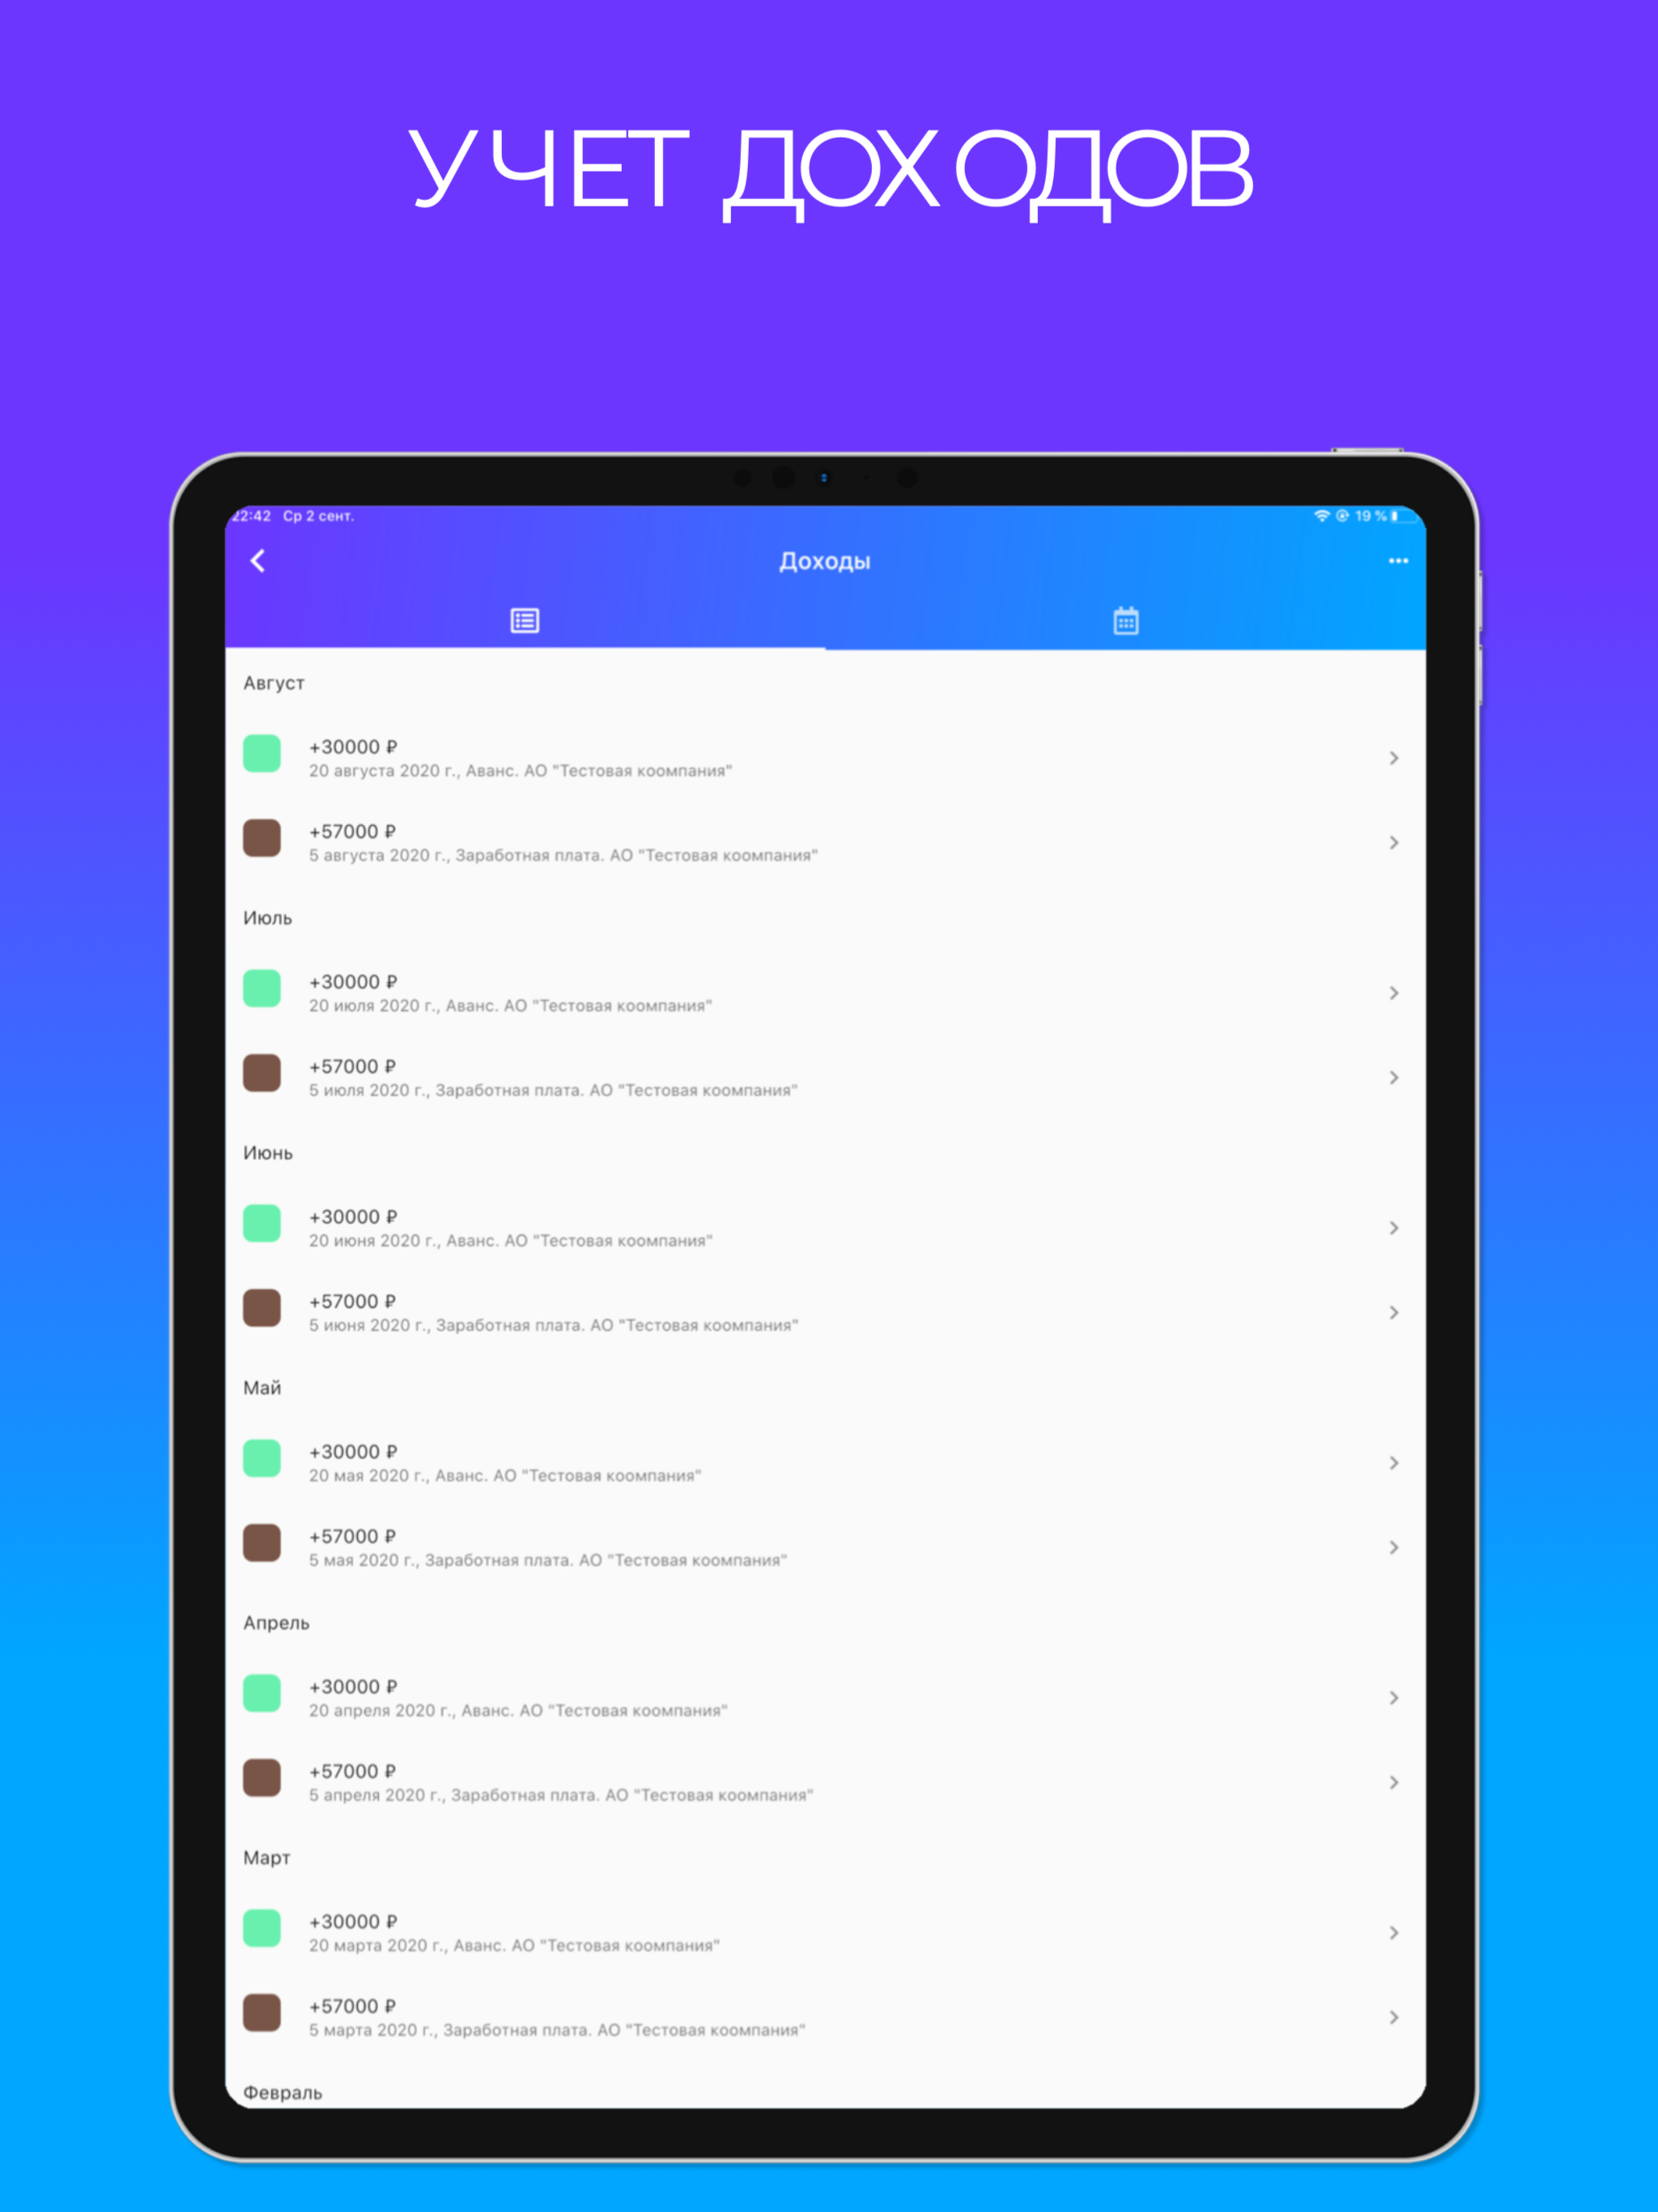 УЧЕТ ДОХОДОВ
22:42 Ср 2 сент. 19 %
Доходы
Август
+30000 ₽
20 августа 2020 г., Аванс. АО "Тестовая коомпания"
+57000 ₽
5 августа 2020 г., Заработная плата. АО "Тестовая коомпания"
Июль
+30000 ₽
20 июля 2020 г., Аванс. АО "Тестовая коомпания"
+57000 ₽
5 июля 2020 г., Заработная плата. АО "Тестовая коомпания"
Июнь
+30000 ₽
20 июня 2020 г., Аванс. АО "Тестовая коомпания"
+57000 ₽
5 июня 2020 г., Заработная плата. АО "Тестовая коомпания"
Май
+30000 ₽
20 мая 2020 г., Аванс. АО "Тестовая коомпания"
+57000 ₽
5 мая 2020 г., Заработная плата. АО "Тестовая коомпания"
Апрель
+30000 ₽
20 апреля 2020 г., Аванс. АО "Тестовая коомпания"
+57000 ₽
5 апреля 2020 г., Заработная плата. АО "Тестовая коомпания"
Март
+30000 ₽
20 марта 2020 г., Аванс. АО "Тестовая коомпания"
+57000 ₽
5 марта 2020 г., Заработная плата. АО "Тестовая коомпания"
Февраль